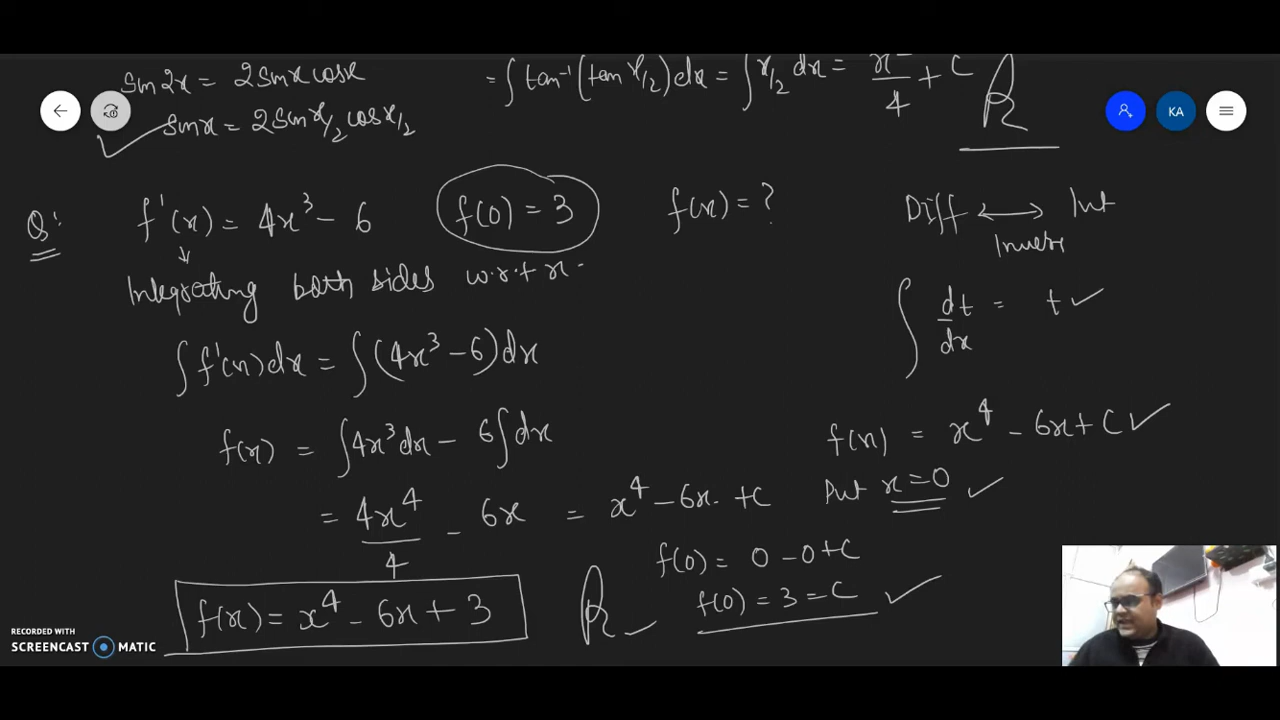 sin2x = 2sinx cosx
= ∫tan⁻¹(tan x/2)dx = ∫x/2 dx = x²/4 + C
sinx = 2sin x/2 cos x/2
KA
Q: f'(x) = 4x³ - 6 f(0) = 3 f(x) = ?
Integrating both sides w.r.t x.
∫f'(x)dx = ∫(4x³ - 6)dx
f(x) = ∫4x³dx - 6∫dx
= 4x⁴/4 - 6x = x⁴ - 6x + C
f(x) = x⁴ - 6x + 3
Diff ↔ Int
Inverse
∫ dt/dx = t
f(x) = x⁴ - 6x + C
Put x = 0
f(0) = 0 - 0 + C
f(0) = 3 = C
RECORDED WITH
SCREENCAST MATIC